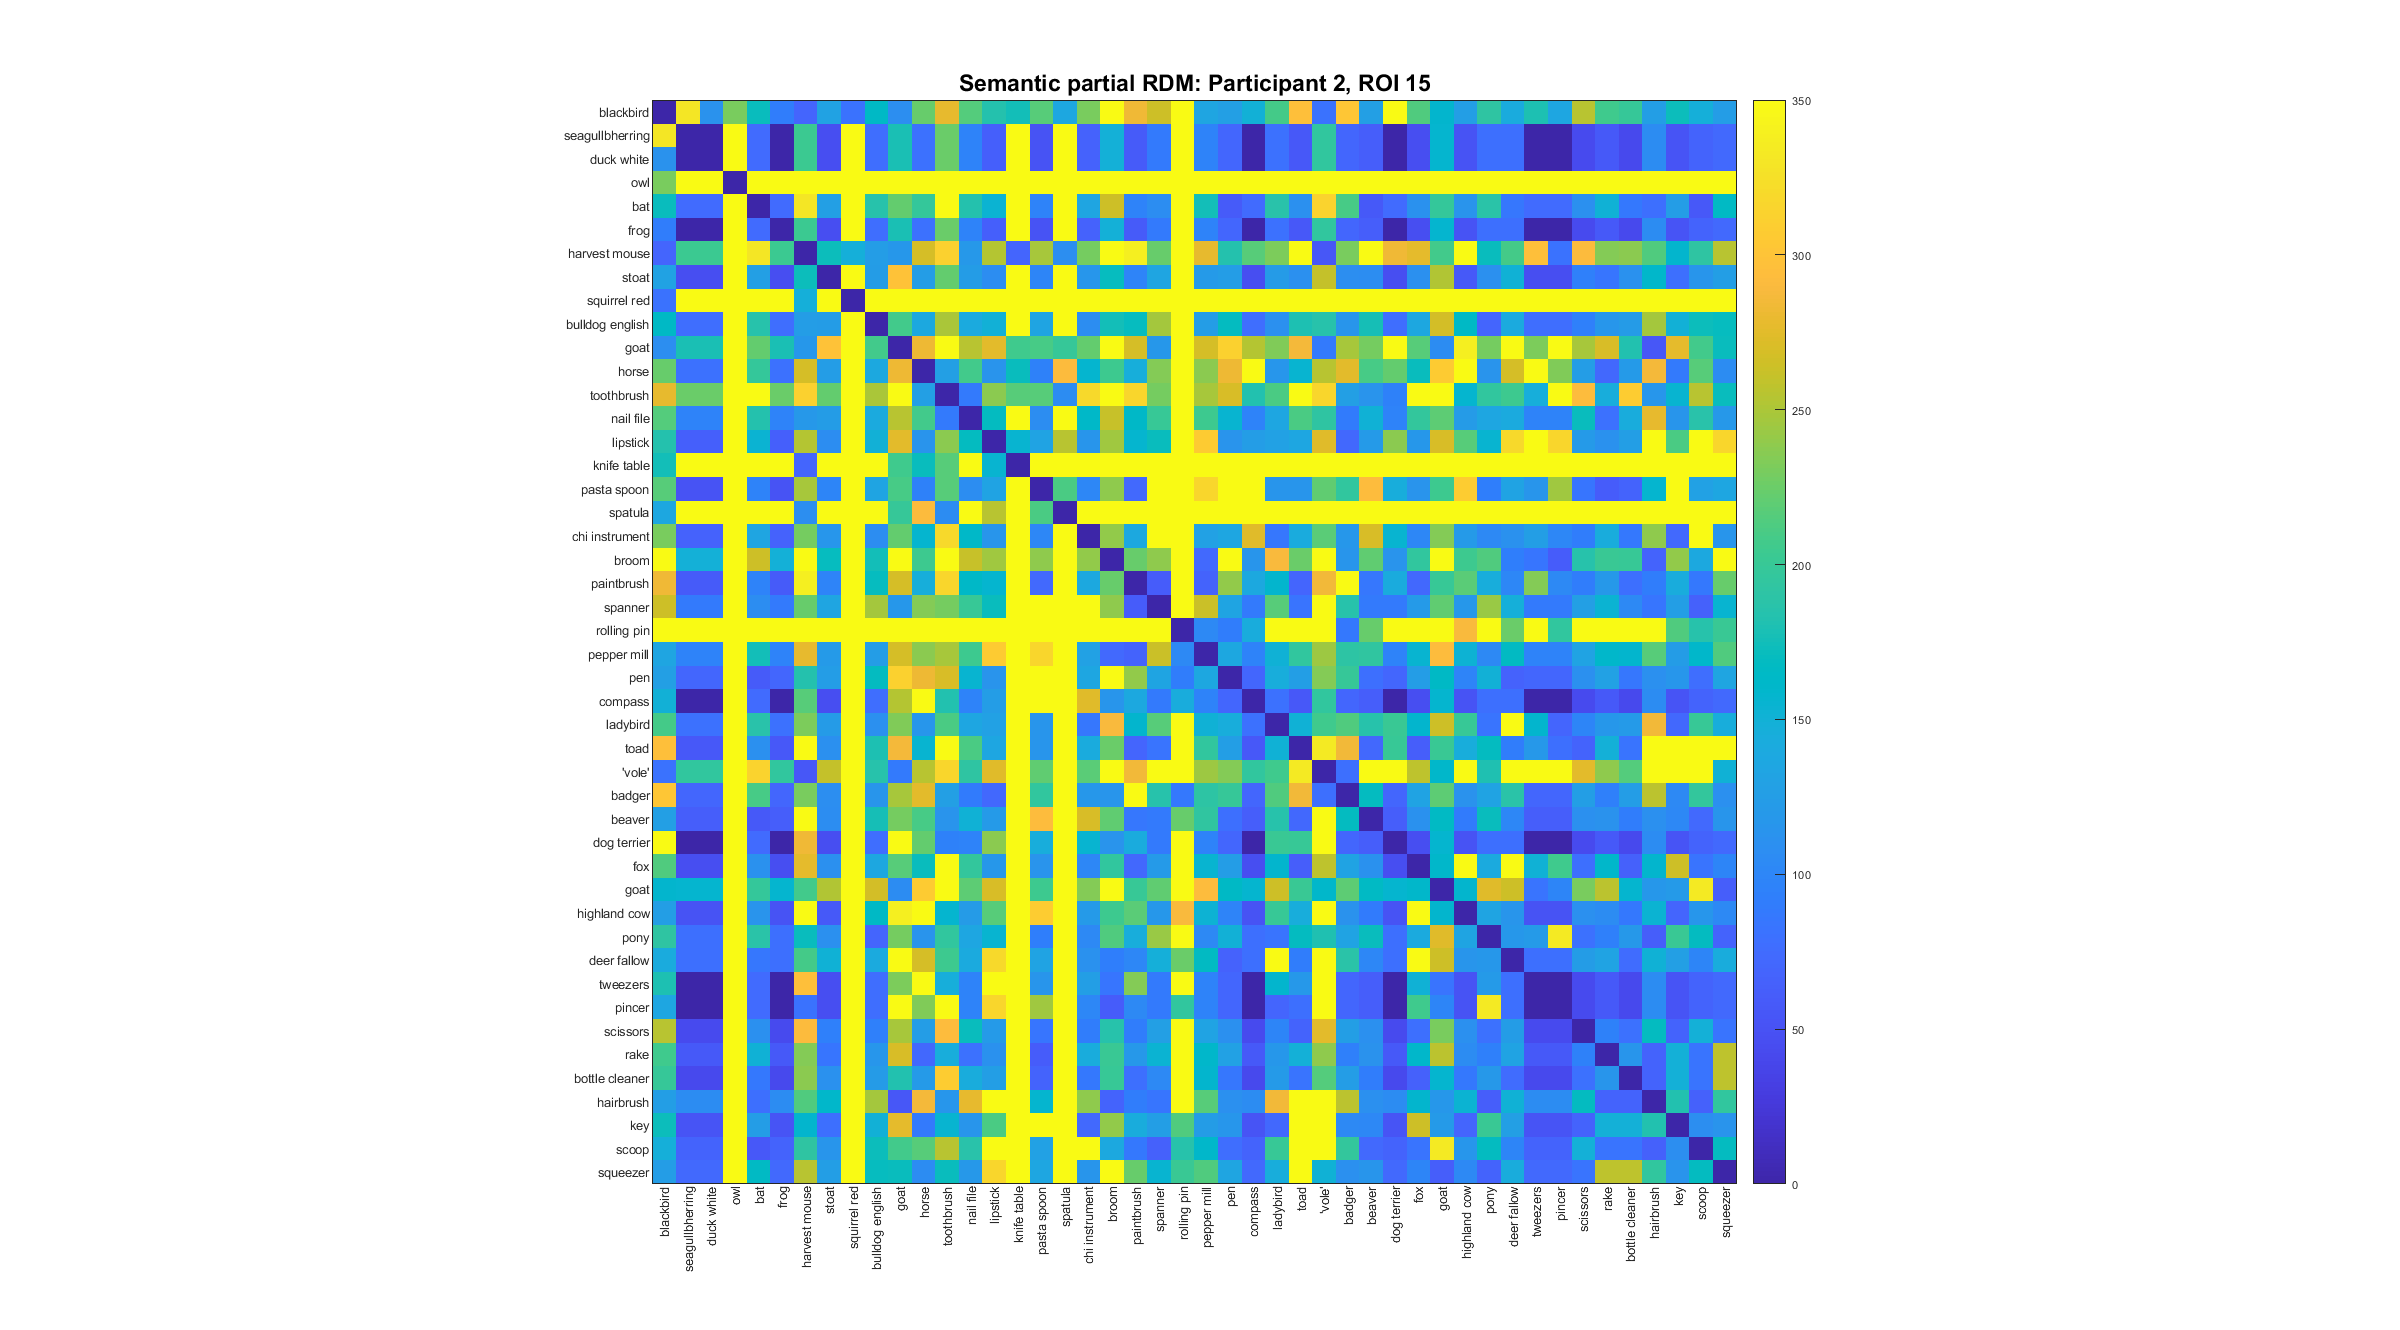 Semantic partial RDM: Participant 2, ROI 15
blackbird
seagullbherring
duck white
owl
bat
frog
harvest mouse
stoat
squirrel red
bulldog english
goat
horse
toothbrush
nail file
lipstick
knife table
pasta spoon
spatula
chi instrument
broom
paintbrush
spanner
rolling pin
pepper mill
pen
compass
ladybird
toad
'vole'
badger
beaver
dog terrier
fox
goat
highland cow
pony
deer fallow
tweezers
pincer
scissors
rake
bottle cleaner
hairbrush
key
scoop
squeezer
blackbird
seagullbherring
duck white
owl
bat
frog
harvest mouse
stoat
squirrel red
bulldog english
goat
horse
toothbrush
nail file
lipstick
knife table
pasta spoon
spatula
chi instrument
broom
paintbrush
spanner
rolling pin
pepper mill
pen
compass
ladybird
toad
'vole'
badger
beaver
dog terrier
fox
goat
highland cow
pony
deer fallow
tweezers
pincer
scissors
rake
bottle cleaner
hairbrush
key
scoop
squeezer
350
300
250
200
150
100
50
0